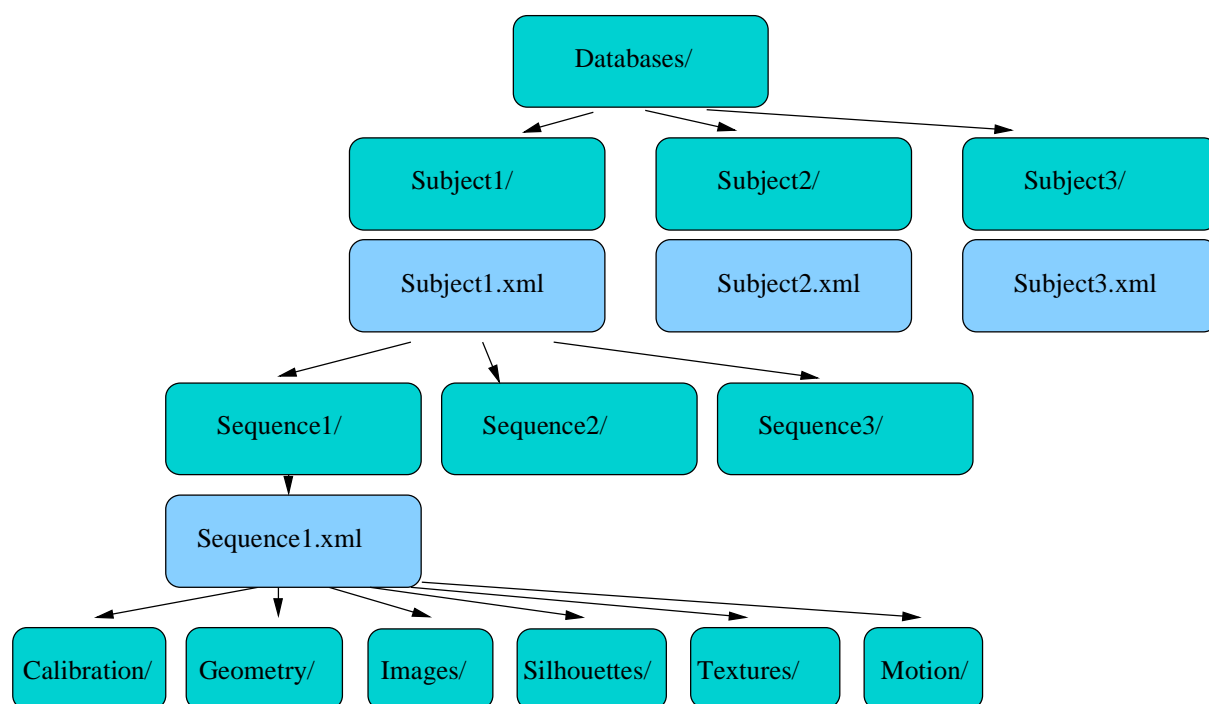 Databases/
Subject1/
Subject2/
Subject3/
Subject1.xml
Subject2.xml
Subject3.xml
Sequence1/
Sequence2/
Sequence3/
Sequence1.xml
Calibration/
Geometry/
Images/
Silhouettes/
Textures/
Motion/